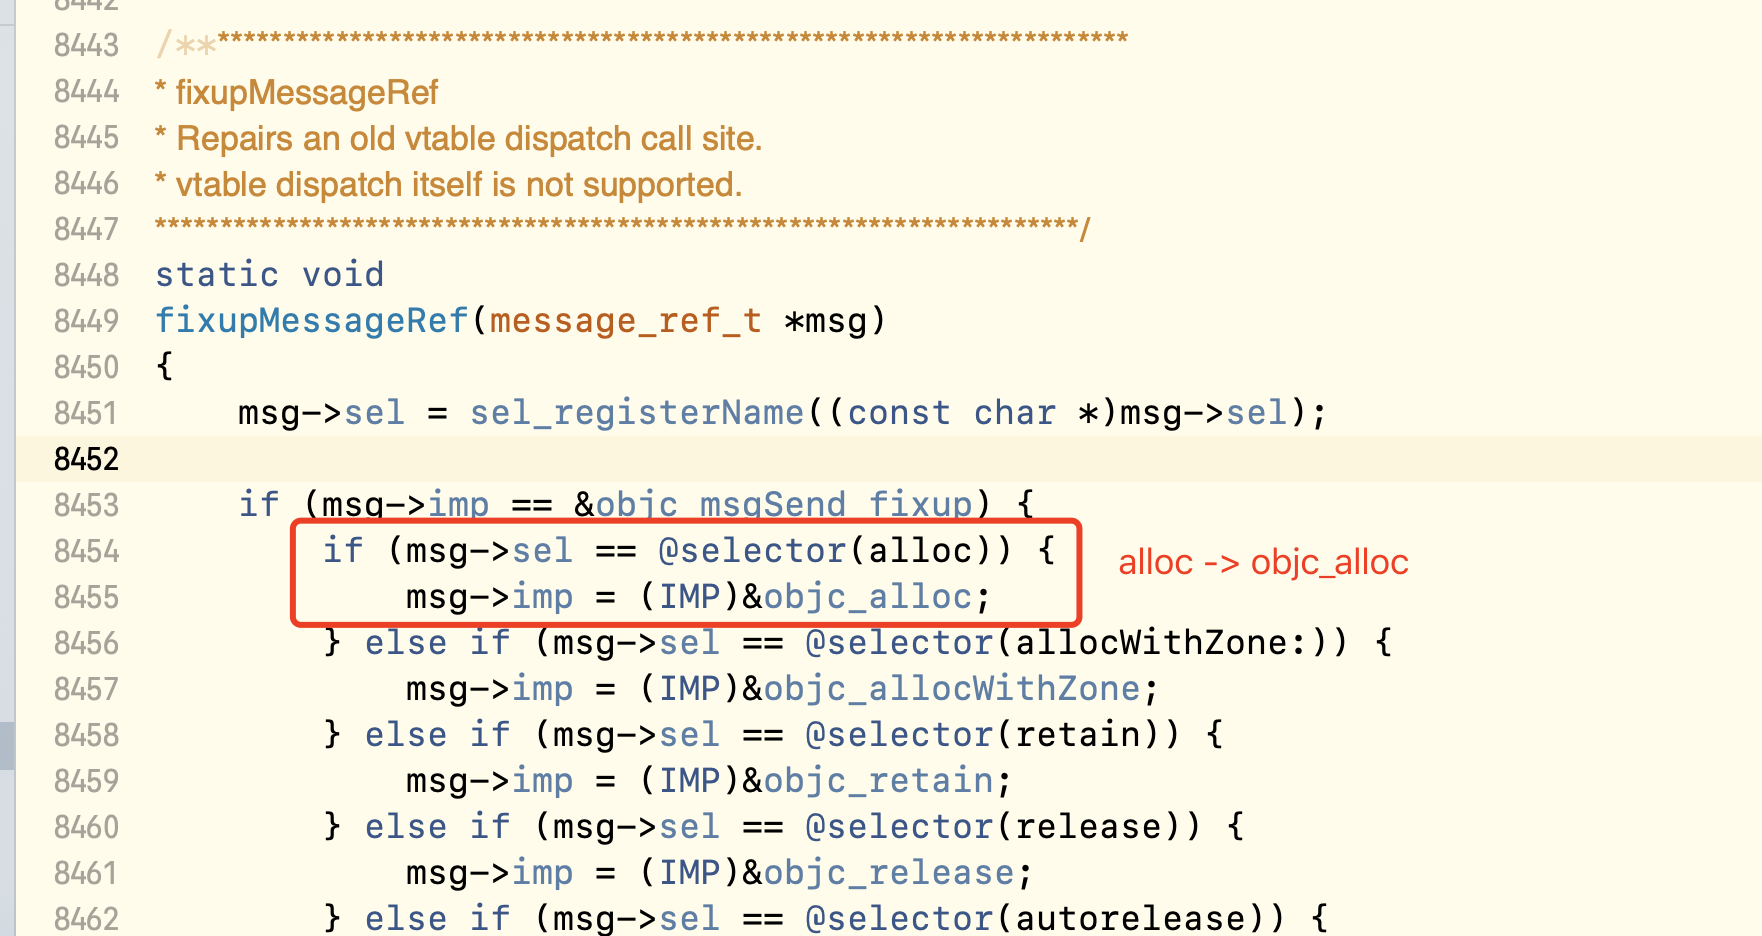 8442
8443 /************************************************************************
8444 * fixupMessageRef
8445 * Repairs an old vtable dispatch call site.
8446 * vtable dispatch itself is not supported.
8447 ***********************************************************************/
8448 static void
8449 fixupMessageRef(message_ref_t *msg)
8450 {
8451 msg->sel = sel_registerName((const char *)msg->sel);
8452
8453 if (msg->imp == &objc_msgSend_fixup) {
8454 if (msg->sel == @selector(alloc)) {
alloc -> objc_alloc
8455 msg->imp = (IMP)&objc_alloc;
8456 } else if (msg->sel == @selector(allocWithZone:)) {
8457 msg->imp = (IMP)&objc_allocWithZone;
8458 } else if (msg->sel == @selector(retain)) {
8459 msg->imp = (IMP)&objc_retain;
8460 } else if (msg->sel == @selector(release)) {
8461 msg->imp = (IMP)&objc_release;
8462 } else if (msg->sel == @selector(autorelease)) {